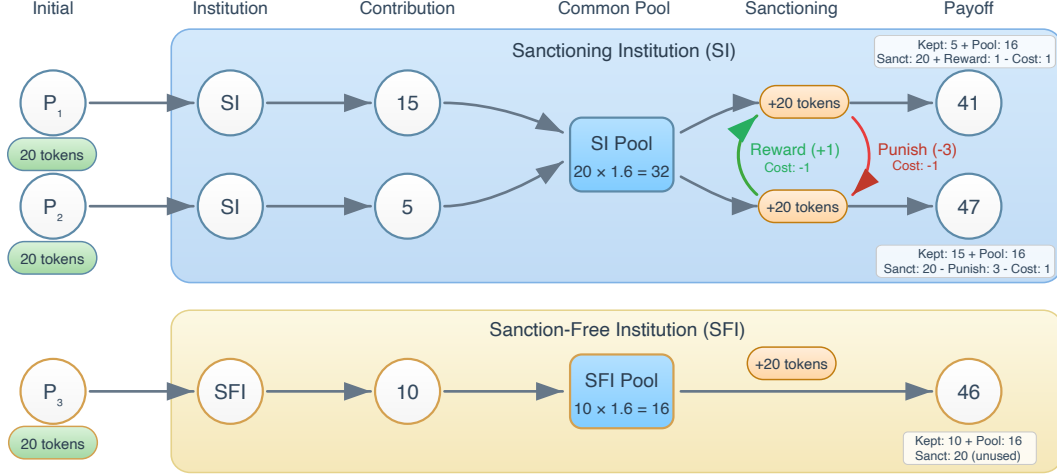 Initial
Institution
Contribution
Common Pool
Sanctioning
Payoff
Sanctioning Institution (SI)
Kept: 5 + Pool: 16
Sanct: 20 + Reward: 1 - Cost: 1
P1
20 tokens
SI
15
SI Pool
20 × 1.6 = 32
+20 tokens
41
Reward (+1)
Cost: -1
Punish (-3)
Cost: -1
P2
20 tokens
SI
5
+20 tokens
47
Kept: 15 + Pool: 16
Sanct: 20 - Punish: 3 - Cost: 1
Sanction-Free Institution (SFI)
P3
20 tokens
SFI
10
SFI Pool
10 × 1.6 = 16
+20 tokens
46
Kept: 10 + Pool: 16
Sanct: 20 (unused)